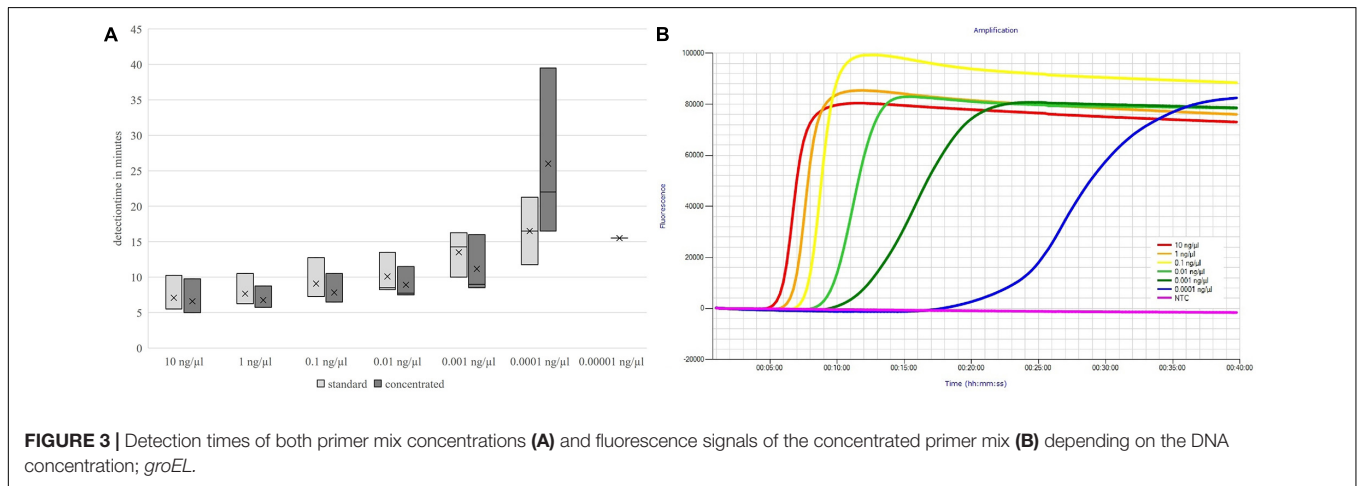 A
45
40
35
30
25
20
15
10
5
0
detectiontime in minutes
10 ng/µl 1 ng/µl 0.1 ng/µl 0.01 ng/µl 0.001 ng/µl 0.0001 ng/µl 0.00001 ng/µl
standard concentrated
B
Amplification
100000
80000
60000
40000
20000
0
-20000
Fluorescence
10 ng/µl
1 ng/µl
0.1 ng/µl
0.01 ng/µl
0.001 ng/µl
0.0001 ng/µl
NTC
00:05:00 00:10:00 00:15:00 00:20:00 00:25:00 00:30:00 00:35:00 00:40:00
Time (hh:mm:ss)
FIGURE 3 | Detection times of both primer mix concentrations (A) and fluorescence signals of the concentrated primer mix (B) depending on the DNA
concentration; groEL.